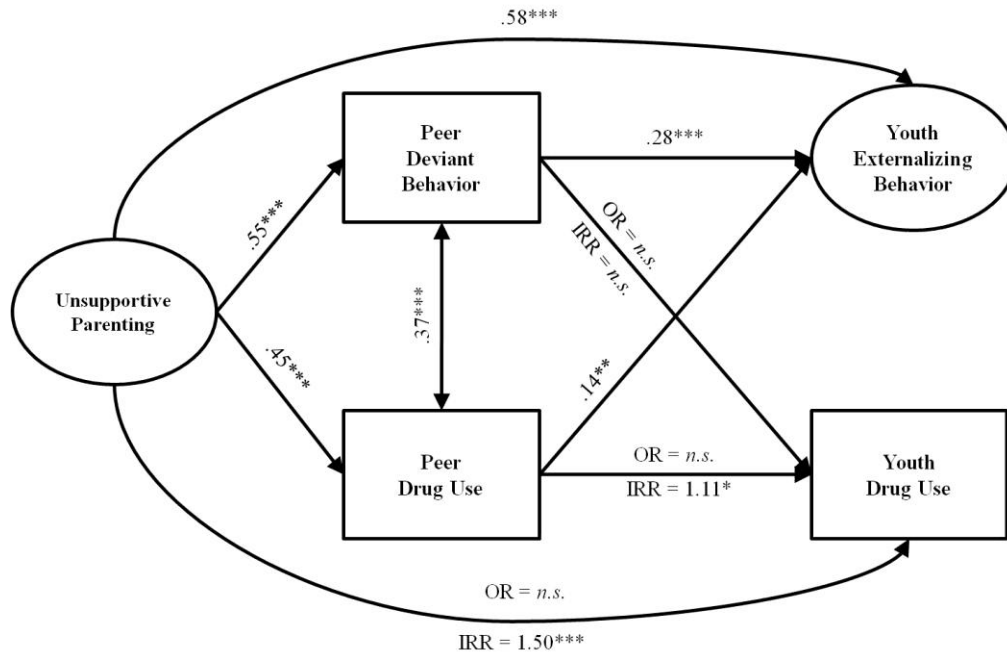 .58***
Peer
Deviant
Behavior
.28***
Youth
Externalizing
Behavior
.55***
OR = n.s.
IRR = n.s.
Unsupportive
Parenting
.37***
.45***
.14**
Peer
Drug Use
OR = n.s.
IRR = 1.11*
Youth
Drug Use
OR = n.s.
IRR = 1.50***